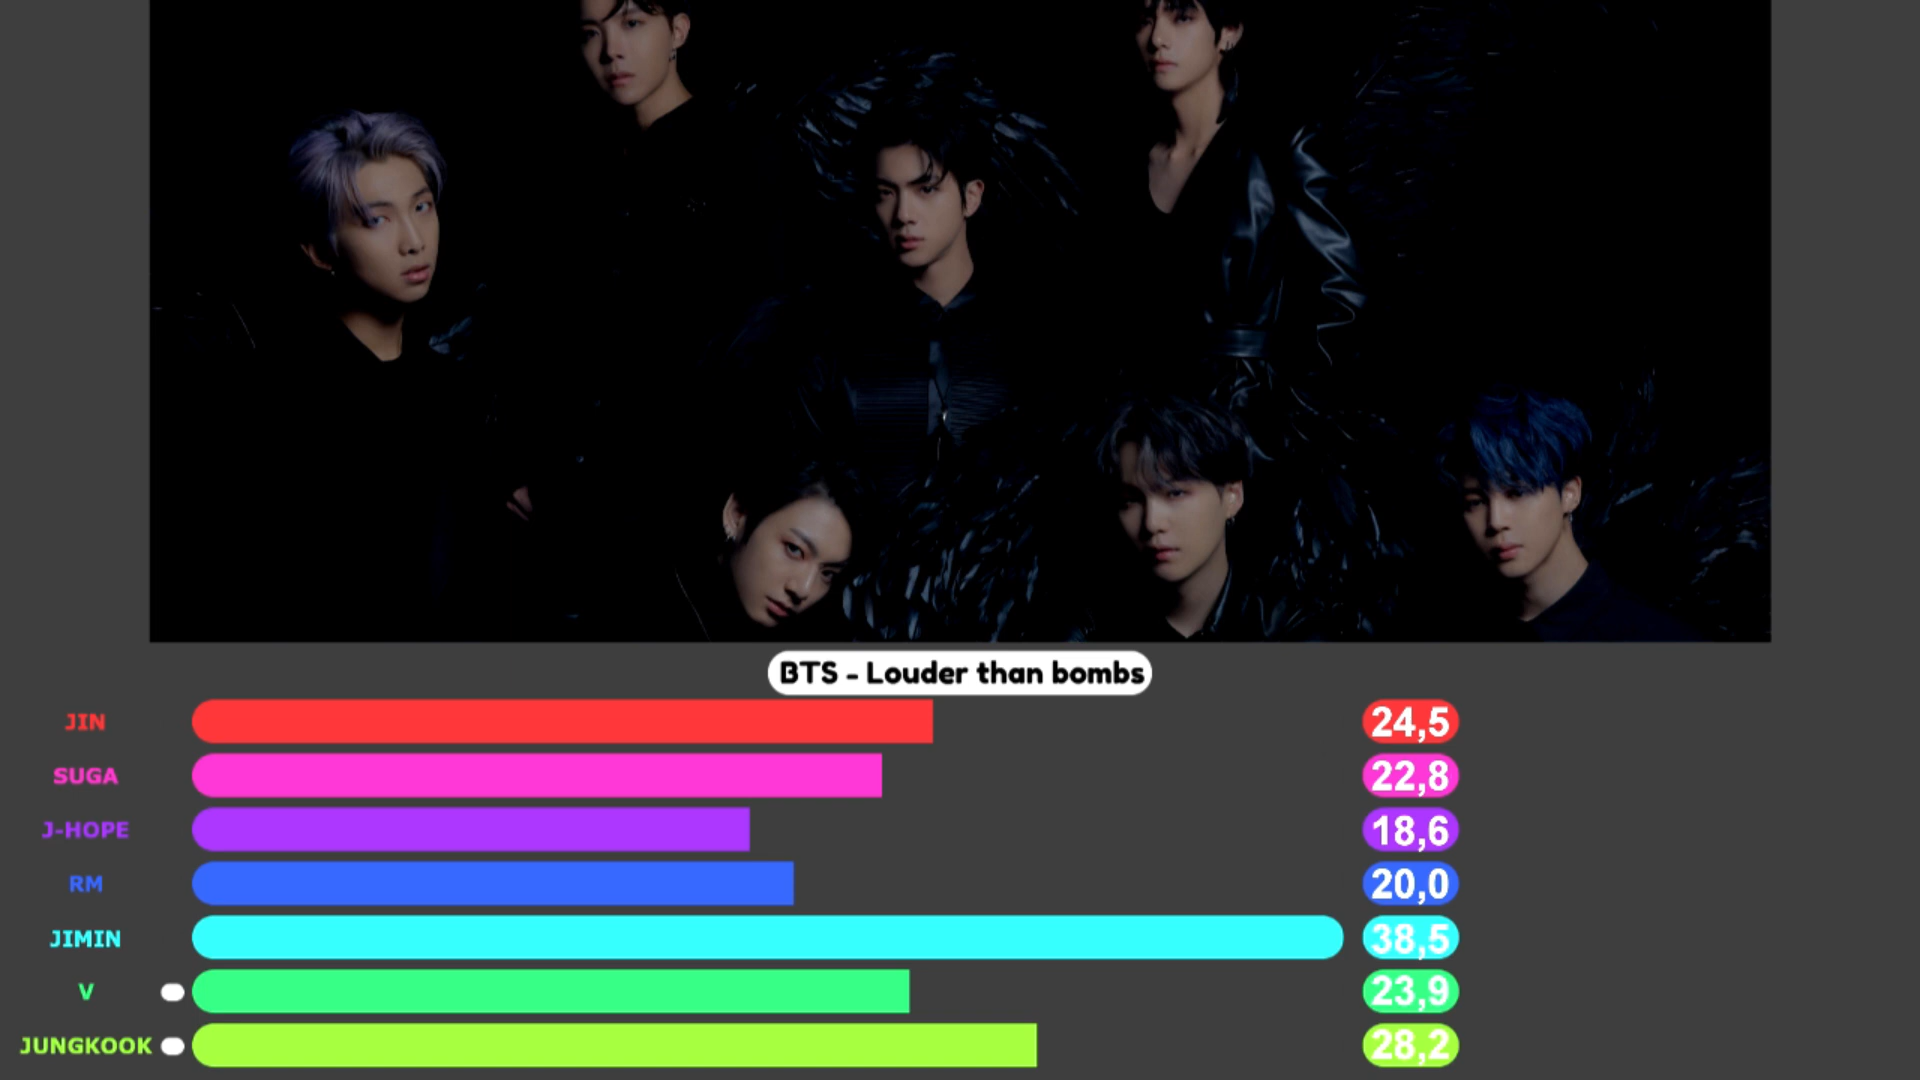 BTS - Louder than bombs
JIN 24,5
SUGA 22,8
J-HOPE 18,6
RM 20,0
JIMIN 38,5
V 23,9
JUNGKOOK 28,2